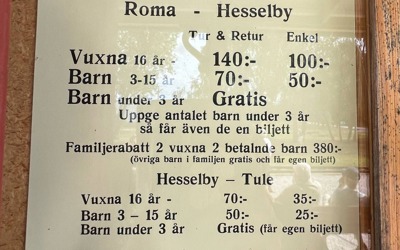 Roma - Hesselby
Tur & Retur Enkel
Vuxna 16 år - 140:- 100:-
Barn 3-15 år 70:- 50:-
Barn under 3 år Gratis
Uppge antalet barn under 3 år
så får även de en biljett
Familjerabatt 2 vuxna 2 betalnde barn 380:-
(övriga barn i familjen gratis och får egen biljett)
Hesselby – Tule
Vuxna 16 år - 70:- 35:-
Barn 3 – 15 år 50:- 25:-
Barn under 3 år Gratis (får egen biljett)